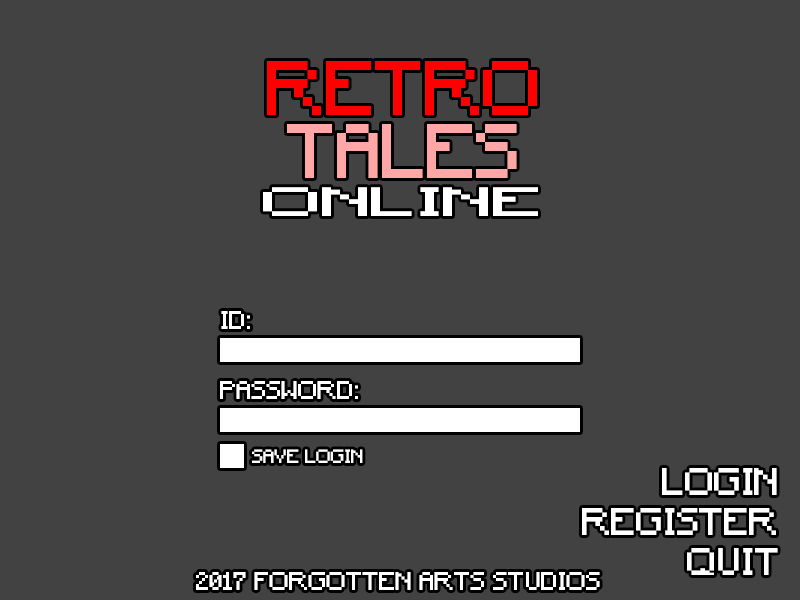 RETRO
TALES
ONLINE
ID:
PASSWORD:
SAVE LOGIN
LOGIN
REGISTER
QUIT
2017 FORGOTTEN ARTS STUDIOS